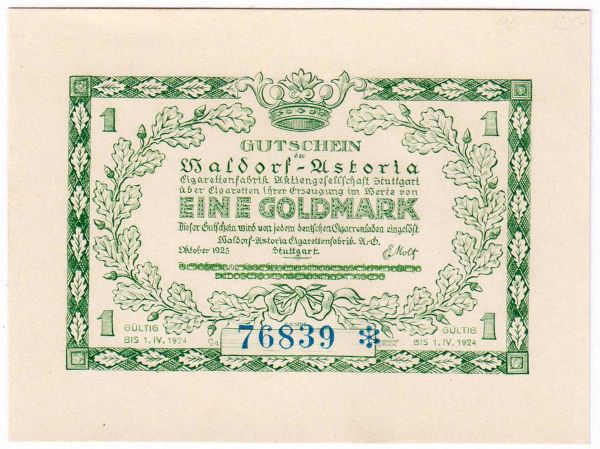 1 1
GUTSCHEIN
der
Waldorf-Astoria
Cigarettenfabrik Aktiengesellschaft Stuttgart
über Cigaretten ihrer Erzeugung im Werte von
EINE GOLDMARK
Dieser Gutschein wird von jedem deutschen Cigarrenladen eingelöst.
Waldorf-Astoria Cigarettenfabrik A.-G.
Oktober 1923 Stuttgart. E Molt
1 1
GÜLTIG GÜLTIG
BIS 1. IV. 1924 BIS 1. IV. 1924
76839 *